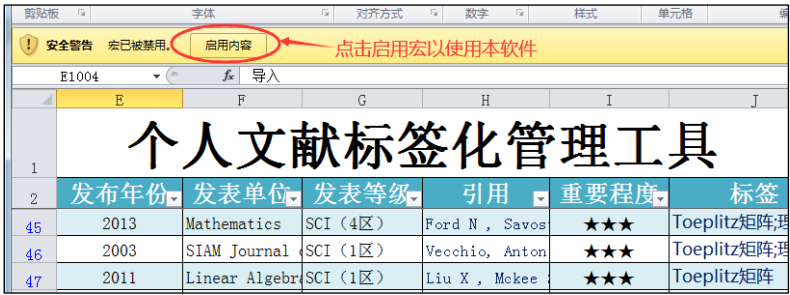 剪贴板 字体 对齐方式 数字 样式 单元格
安全警告 宏已被禁用。 启用内容 点击启用宏以使用本软件
E1004 fx 导入
E F G H I J
1 个人文献标签化管理工具
2 发布年份 发表单位 发表等级 引用 重要程度 标签
45 2013 Mathematics SCI（4区） Ford N , Savos ★★★ Toeplitz矩阵;理
46 2003 SIAM Journal SCI（1区） Vecchio, Anton ★★★ Toeplitz矩阵;理
47 2011 Linear Algebra SCI（1区） Liu X , Mckee ★★★ Toeplitz矩阵